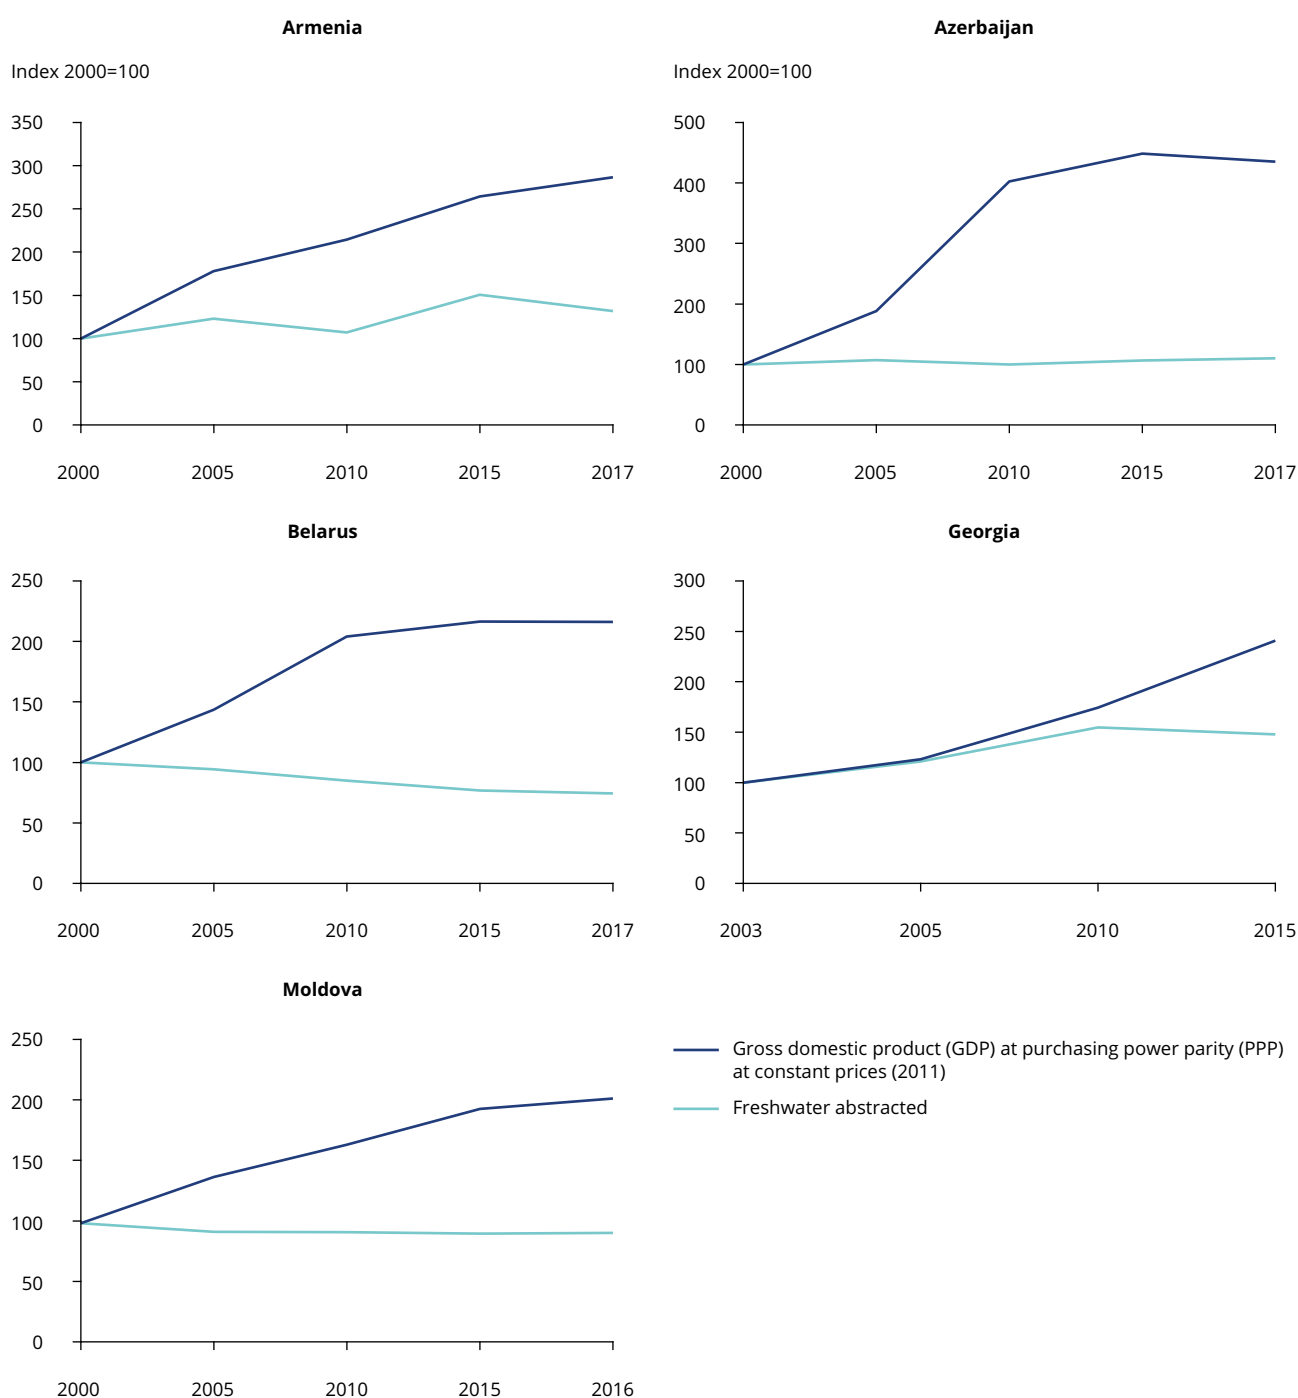 Armenia
Index 2000=100
350
300
250
200
150
100
50
0
2000 2005 2010 2015 2017
Azerbaijan
Index 2000=100
500
400
300
200
100
0
2000 2005 2010 2015 2017
Belarus
250
200
150
100
50
0
2000 2005 2010 2015 2017
Georgia
300
250
200
150
100
50
0
2003 2005 2010 2015
Moldova
250
200
150
100
50
0
2000 2005 2010 2015 2016
Gross domestic product (GDP) at purchasing power parity (PPP)
at constant prices (2011)
Freshwater abstracted